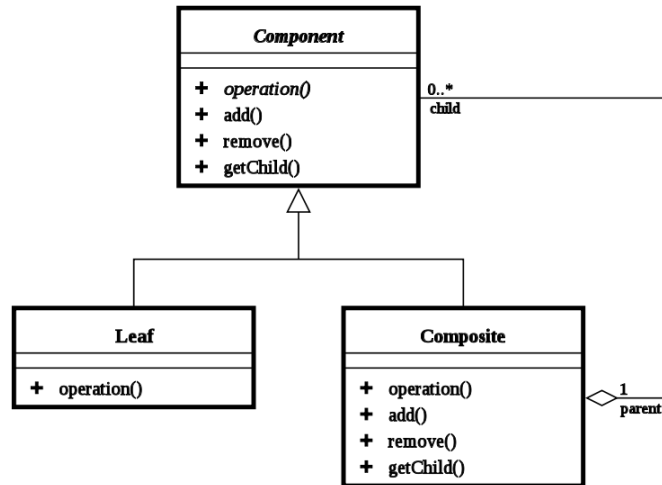 Component
+ operation()
+ add()
+ remove()
+ getChild()
0..*
child
Leaf
+ operation()
Composite
+ operation()
+ add()
+ remove()
+ getChild()
1
parent